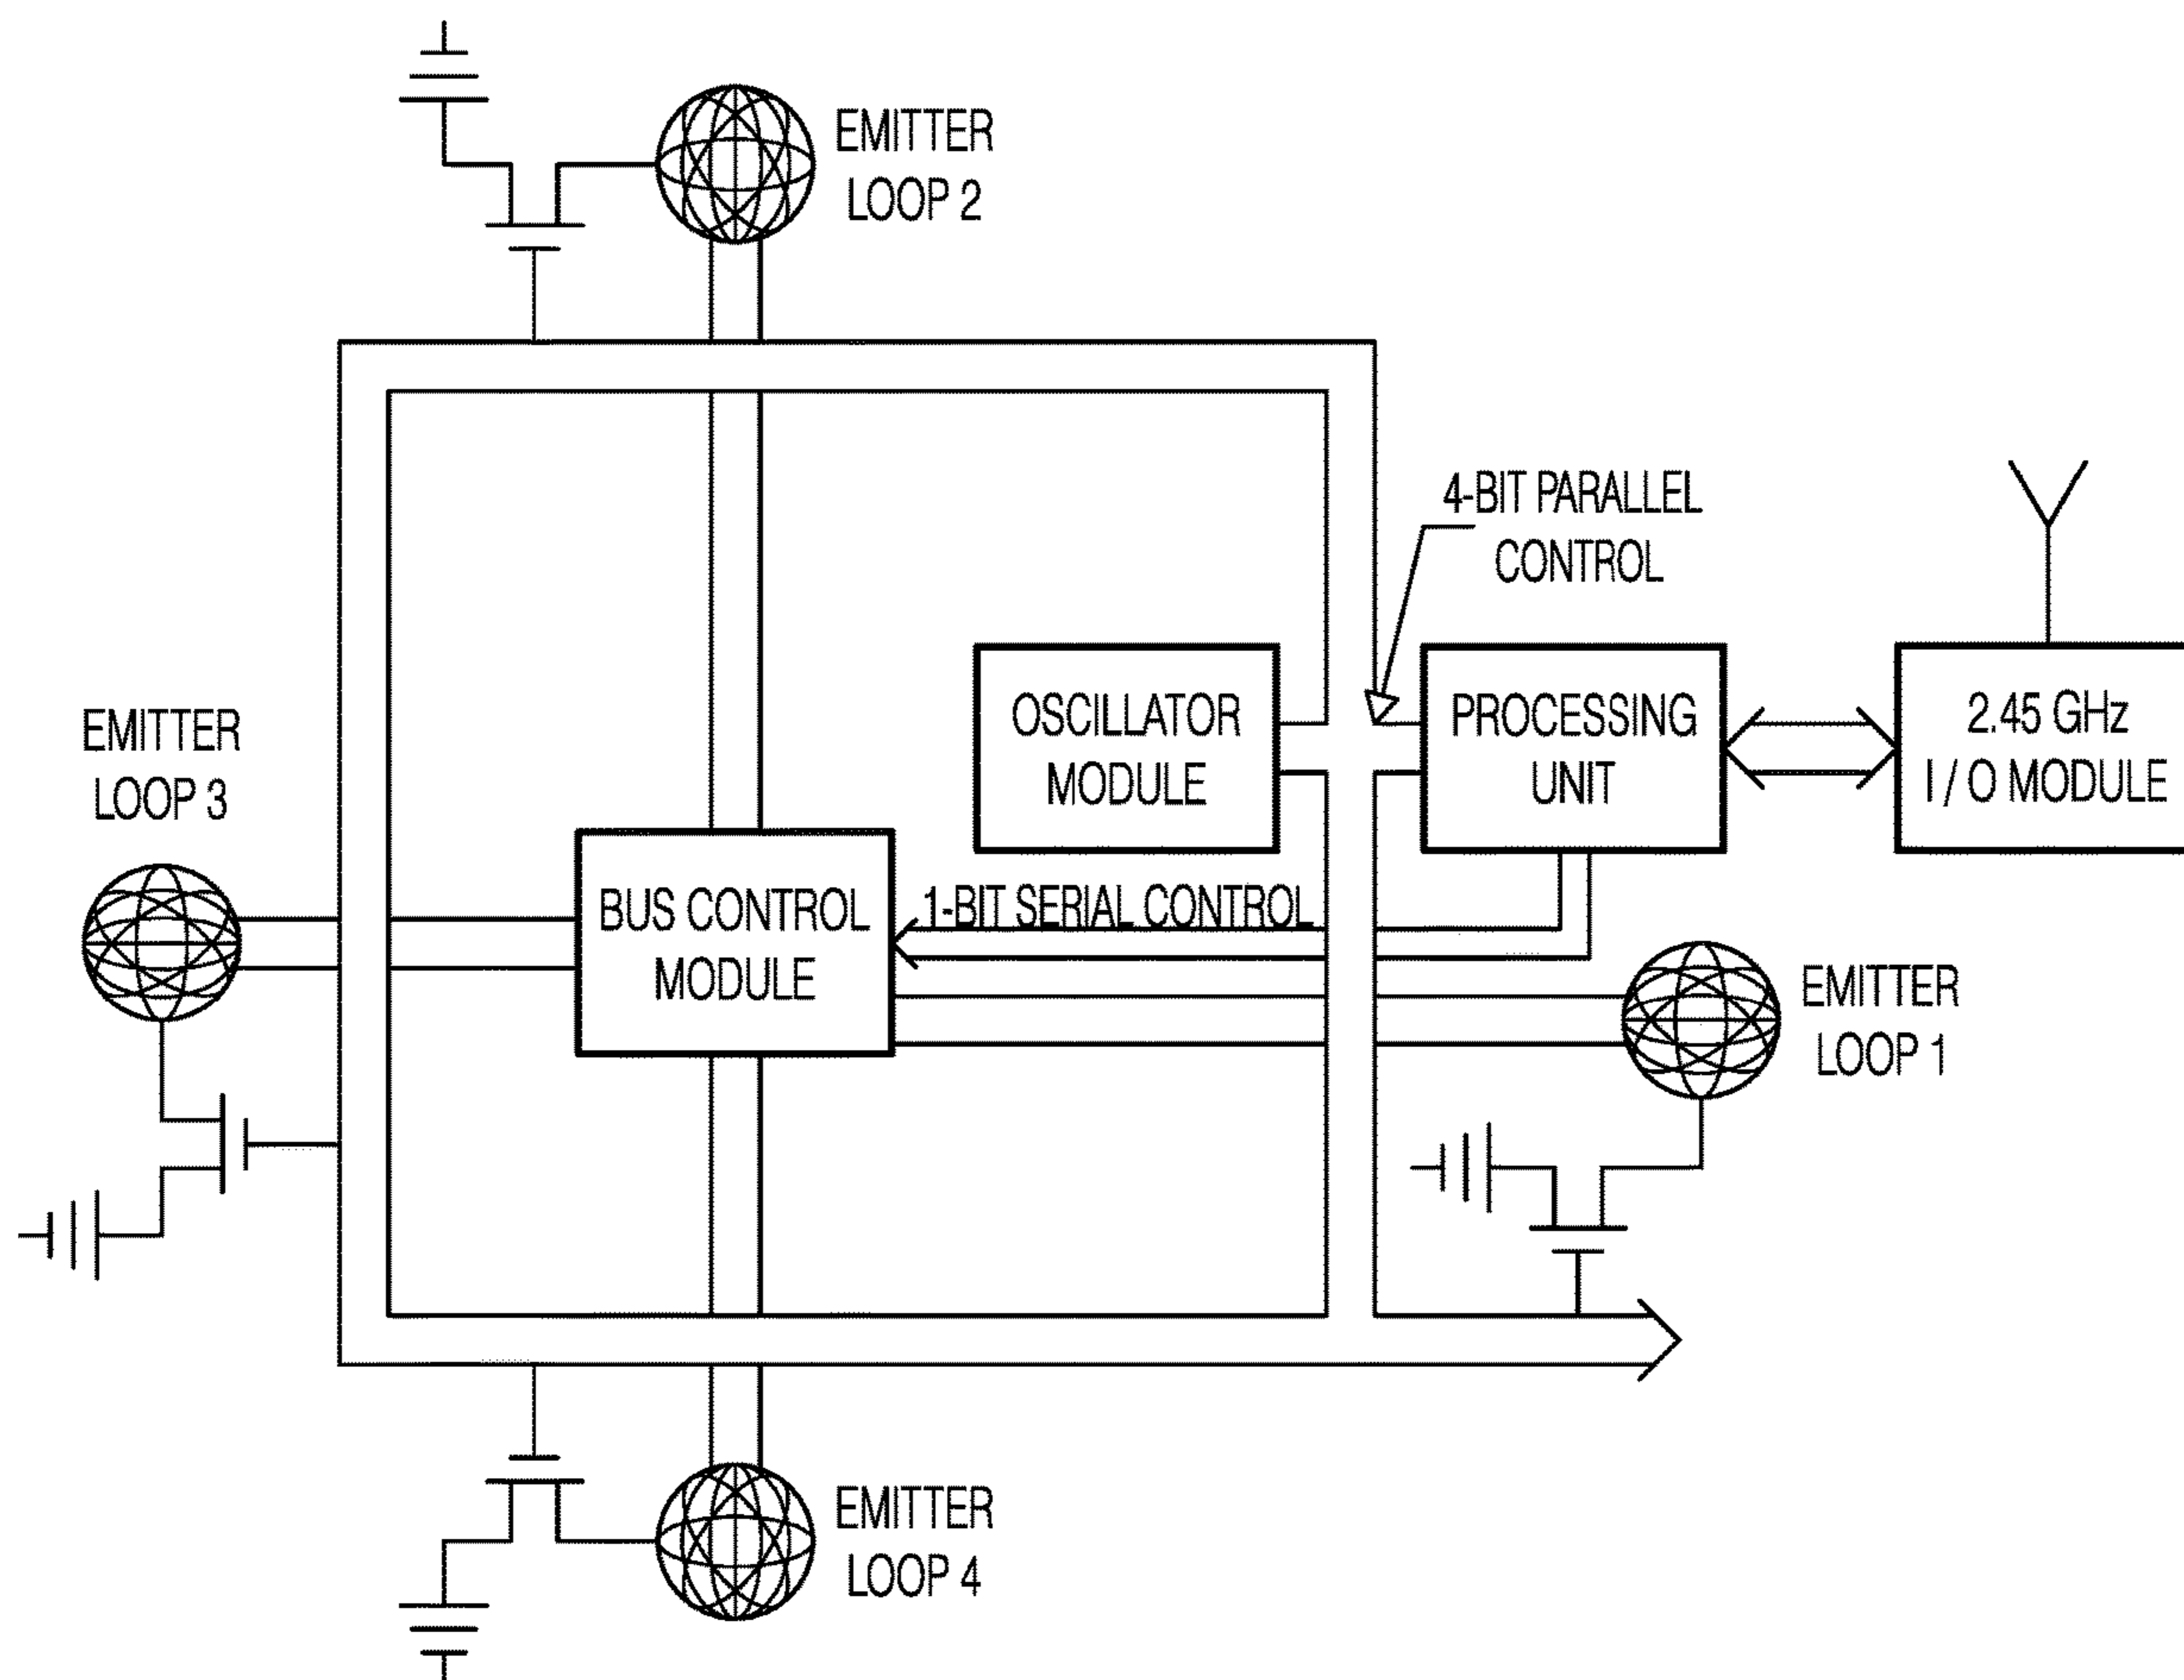 EMITTER
LOOP 2
4-BIT PARALLEL
CONTROL
OSCILLATOR
MODULE
PROCESSING
UNIT
2.45 GHz
I / O MODULE
EMITTER
LOOP 3
BUS CONTROL
MODULE
1-BIT SERIAL CONTROL
EMITTER
LOOP 1
EMITTER
LOOP 4